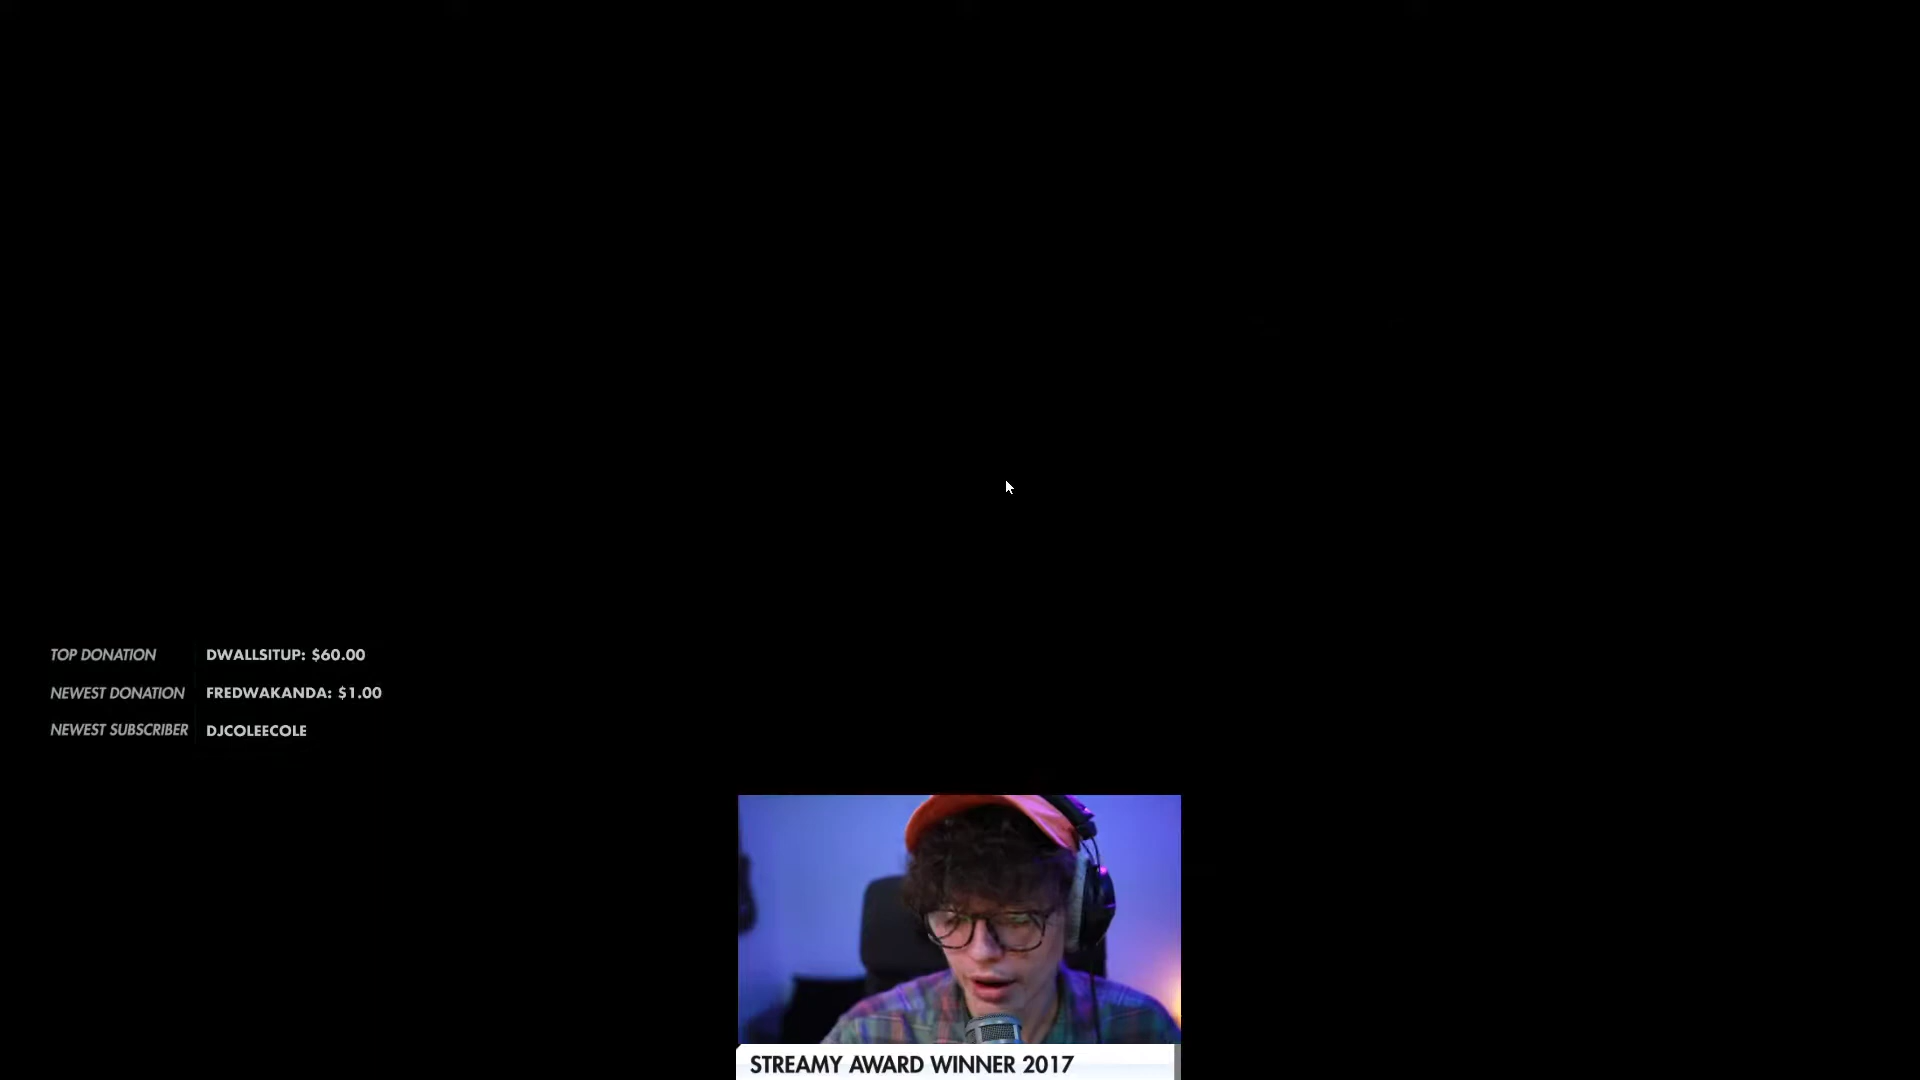 TOP DONATION DWALLSITUP: $60.00
NEWEST DONATION FREDWAKANDA: $1.00
NEWEST SUBSCRIBER DJCOLEECOLE
STREAMY AWARD WINNER 2017